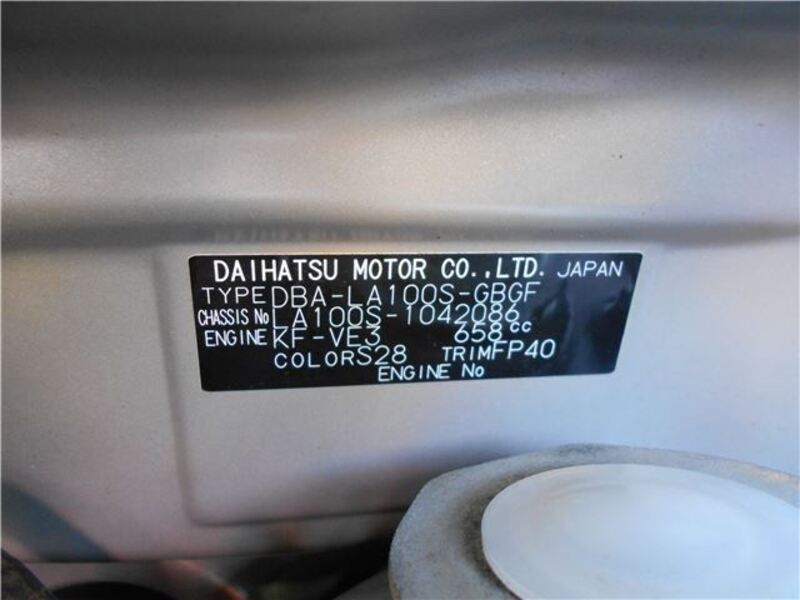 DAIHATSU MOTOR CO.,LTD. JAPAN
TYPE DBA-LA100S-GBGF
CHASSIS No LA100S-1042086
ENGINE KF-VE3 658cc
COLOR S28 TRIM FP40
ENGINE No